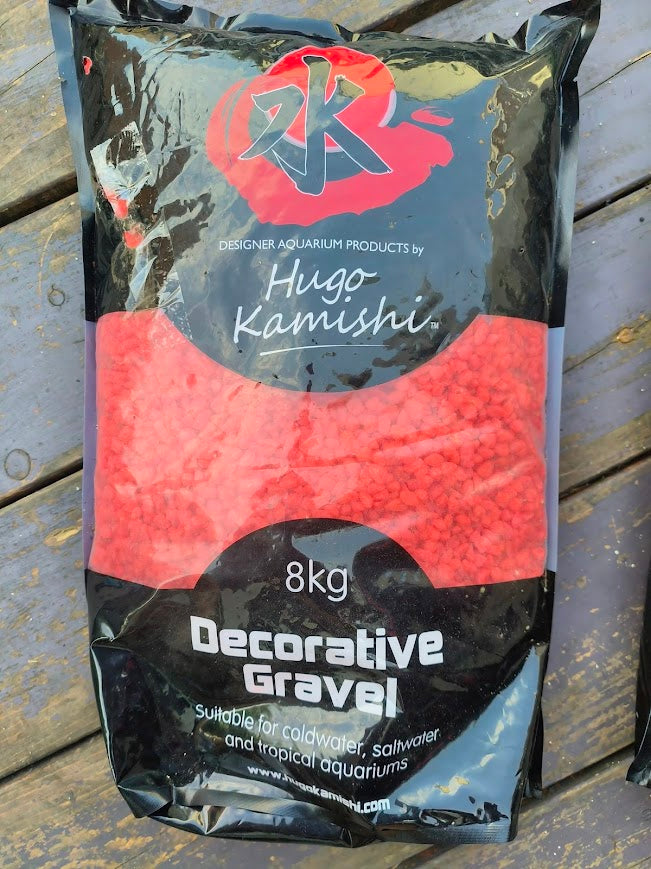 水
DESIGNER AQUARIUM PRODUCTS by
Hugo
Kamishi™
8kg
Decorative
Gravel
Suitable for coldwater, saltwater
and tropical aquariums
www.hugokamishi.com